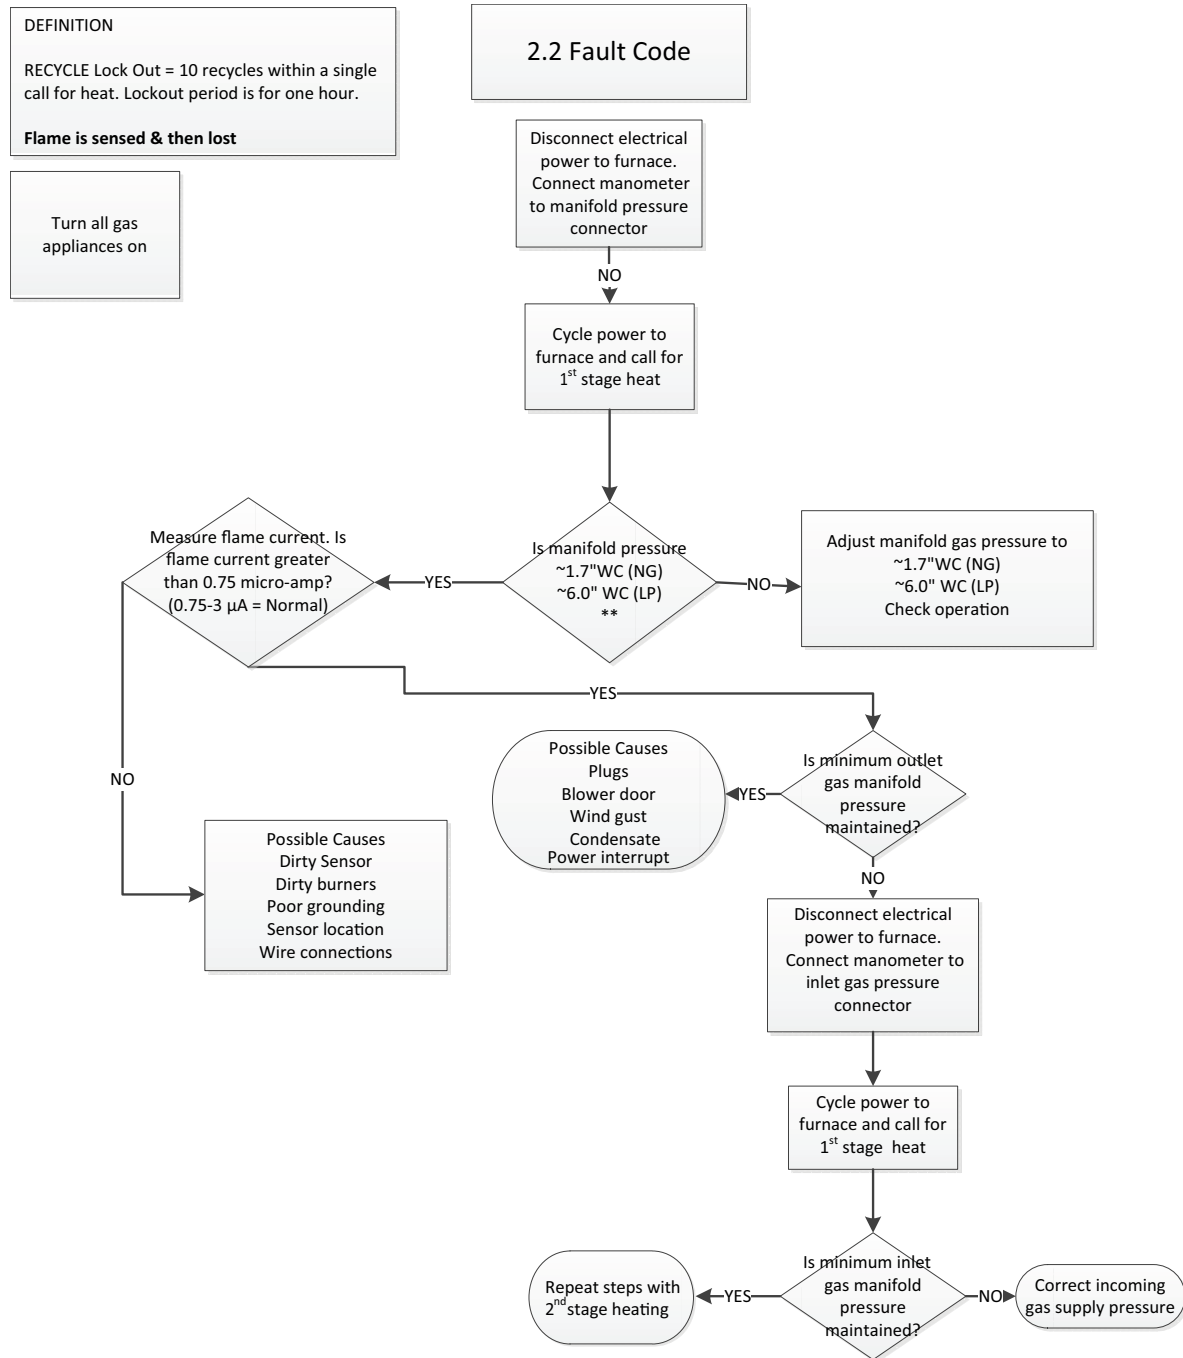 DEFINITION
RECYCLE Lock Out = 10 recycles within a single
call for heat. Lockout period is for one hour.
Flame is sensed & then lost
2.2 Fault Code
Turn all gas
appliances on
Disconnect electrical
power to furnace.
Connect manometer
to manifold pressure
connector
NO
Cycle power to
furnace and call for
1st stage heat
Is manifold pressure
~1.7"WC (NG)
~6.0" WC (LP)
**
NO
Adjust manifold gas pressure to
~1.7"WC (NG)
~6.0" WC (LP)
Check operation
YES
Measure flame current. Is
flame current greater
than 0.75 micro-amp?
(0.75-3 µA = Normal)
NO
Possible Causes
Dirty Sensor
Dirty burners
Poor grounding
Sensor location
Wire connections
YES
Is minimum outlet
gas manifold
pressure
maintained?
YES
Possible Causes
Plugs
Blower door
Wind gust
Condensate
Power interrupt
NO
Disconnect electrical
power to furnace.
Connect manometer to
inlet gas pressure
connector
Cycle power to
furnace and call for
1st stage heat
Is minimum inlet
gas manifold
pressure
maintained?
YES
Repeat steps with
2nd stage heating
NO
Correct incoming
gas supply pressure